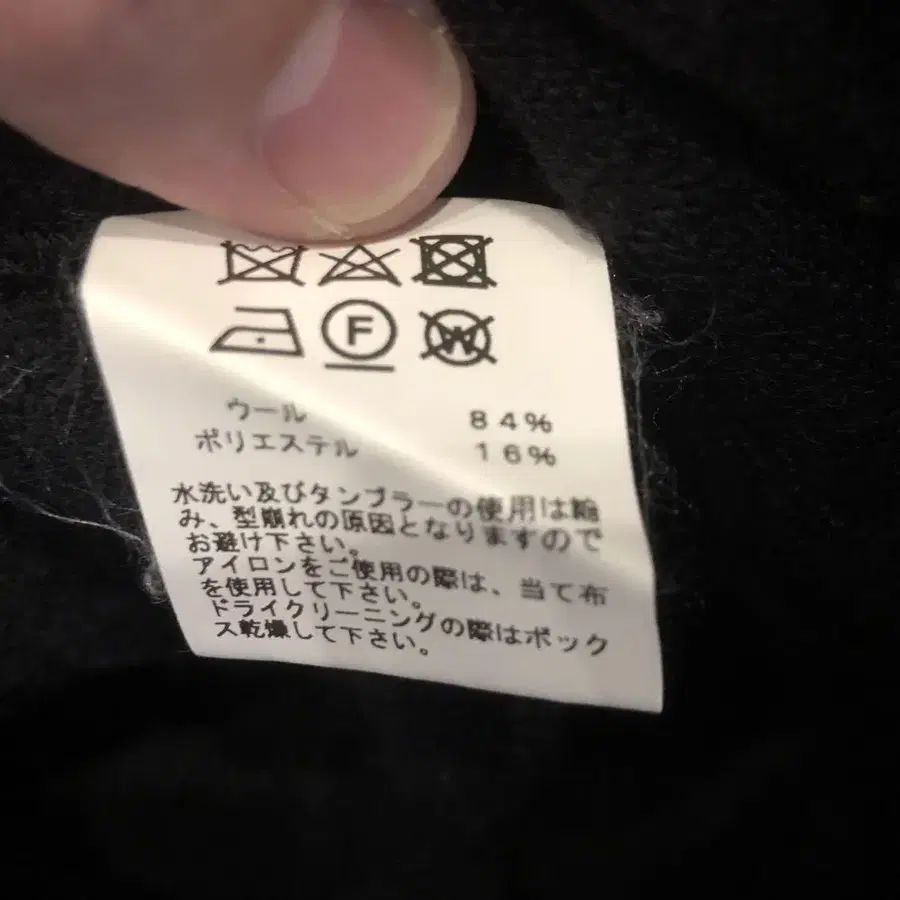 F W
ウール 84%
ポリエステル 16%
水洗い及びタンブラーの使用は縮
み、型崩れの原因となりますので
お避け下さい。
アイロンをご使用の際は、当て布
を使用して下さい。
ドライクリーニングの際はボック
ス乾燥して下さい。